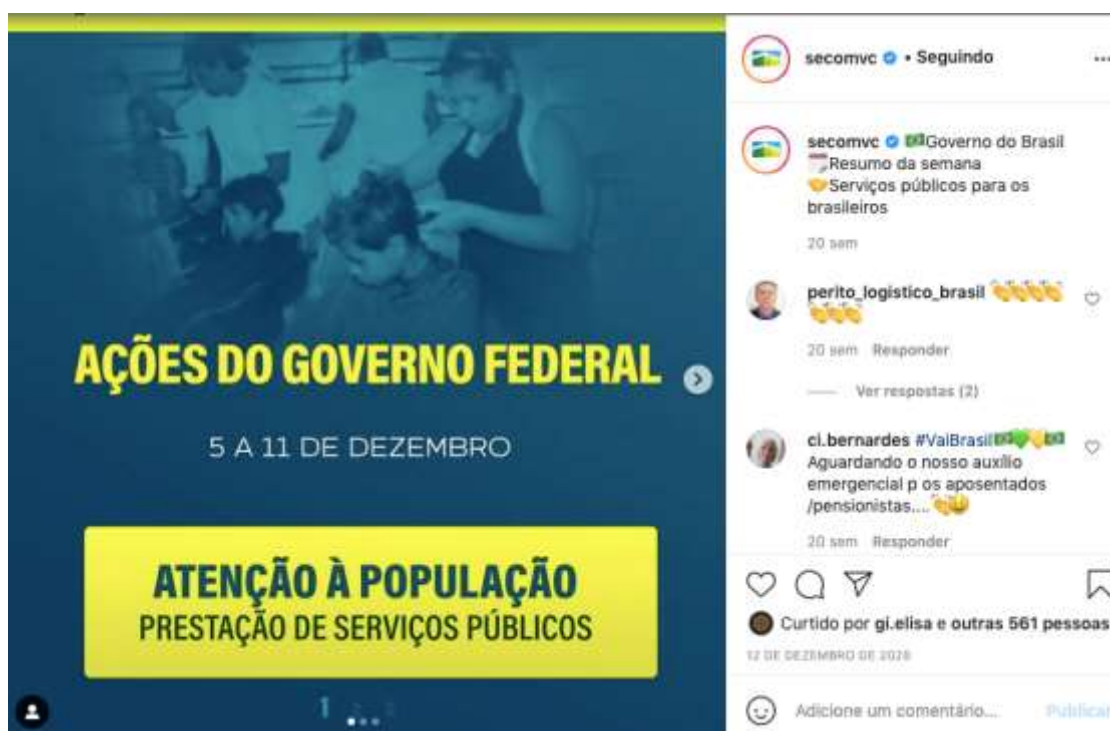 AÇÕES DO GOVERNO FEDERAL
5 A 11 DE DEZEMBRO
ATENÇÃO À POPULAÇÃO
PRESTAÇÃO DE SERVIÇOS PÚBLICOS
1
secomvc • Seguindo
secomvc Governo do Brasil
Resumo da semana
Serviços públicos para os
brasileiros
20 sem
perito_logistico_brasil
20 sem Responder
Ver respostas (2)
ci.bernardes #VaiBrasil
Aguardando o nosso auxílio
emergencial p os aposentados
/pensionistas....
20 sem Responder
Curtido por gi.elisa e outras 561 pessoas
12 DE DEZEMBRO DE 2020
Adicione um comentário... Publicar